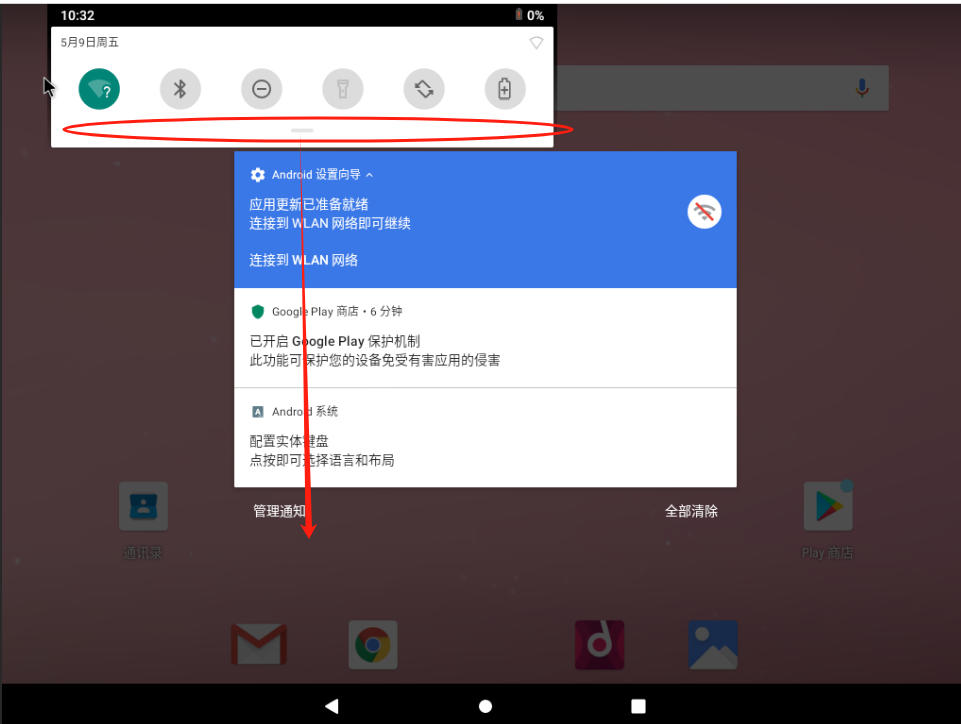 10:32
0%
5月9日周五
?
Android 设置向导
应用更新已准备就绪
连接到 WLAN 网络即可继续
连接到 WLAN 网络
Google Play 商店 • 6 分钟
已开启 Google Play 保护机制
此功能可保护您的设备免受有害应用的侵害
A Android 系统
配置实体键盘
点按即可选择语言和布局
管理通知
全部清除
通讯录
Play 商店